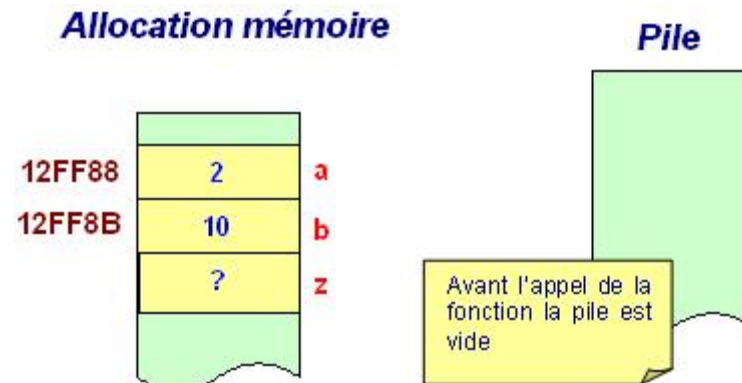 Allocation mémoire
Pile
12FF88 2 a
12FF8B 10 b
? z
Avant l'appel de la
fonction la pile est
vide